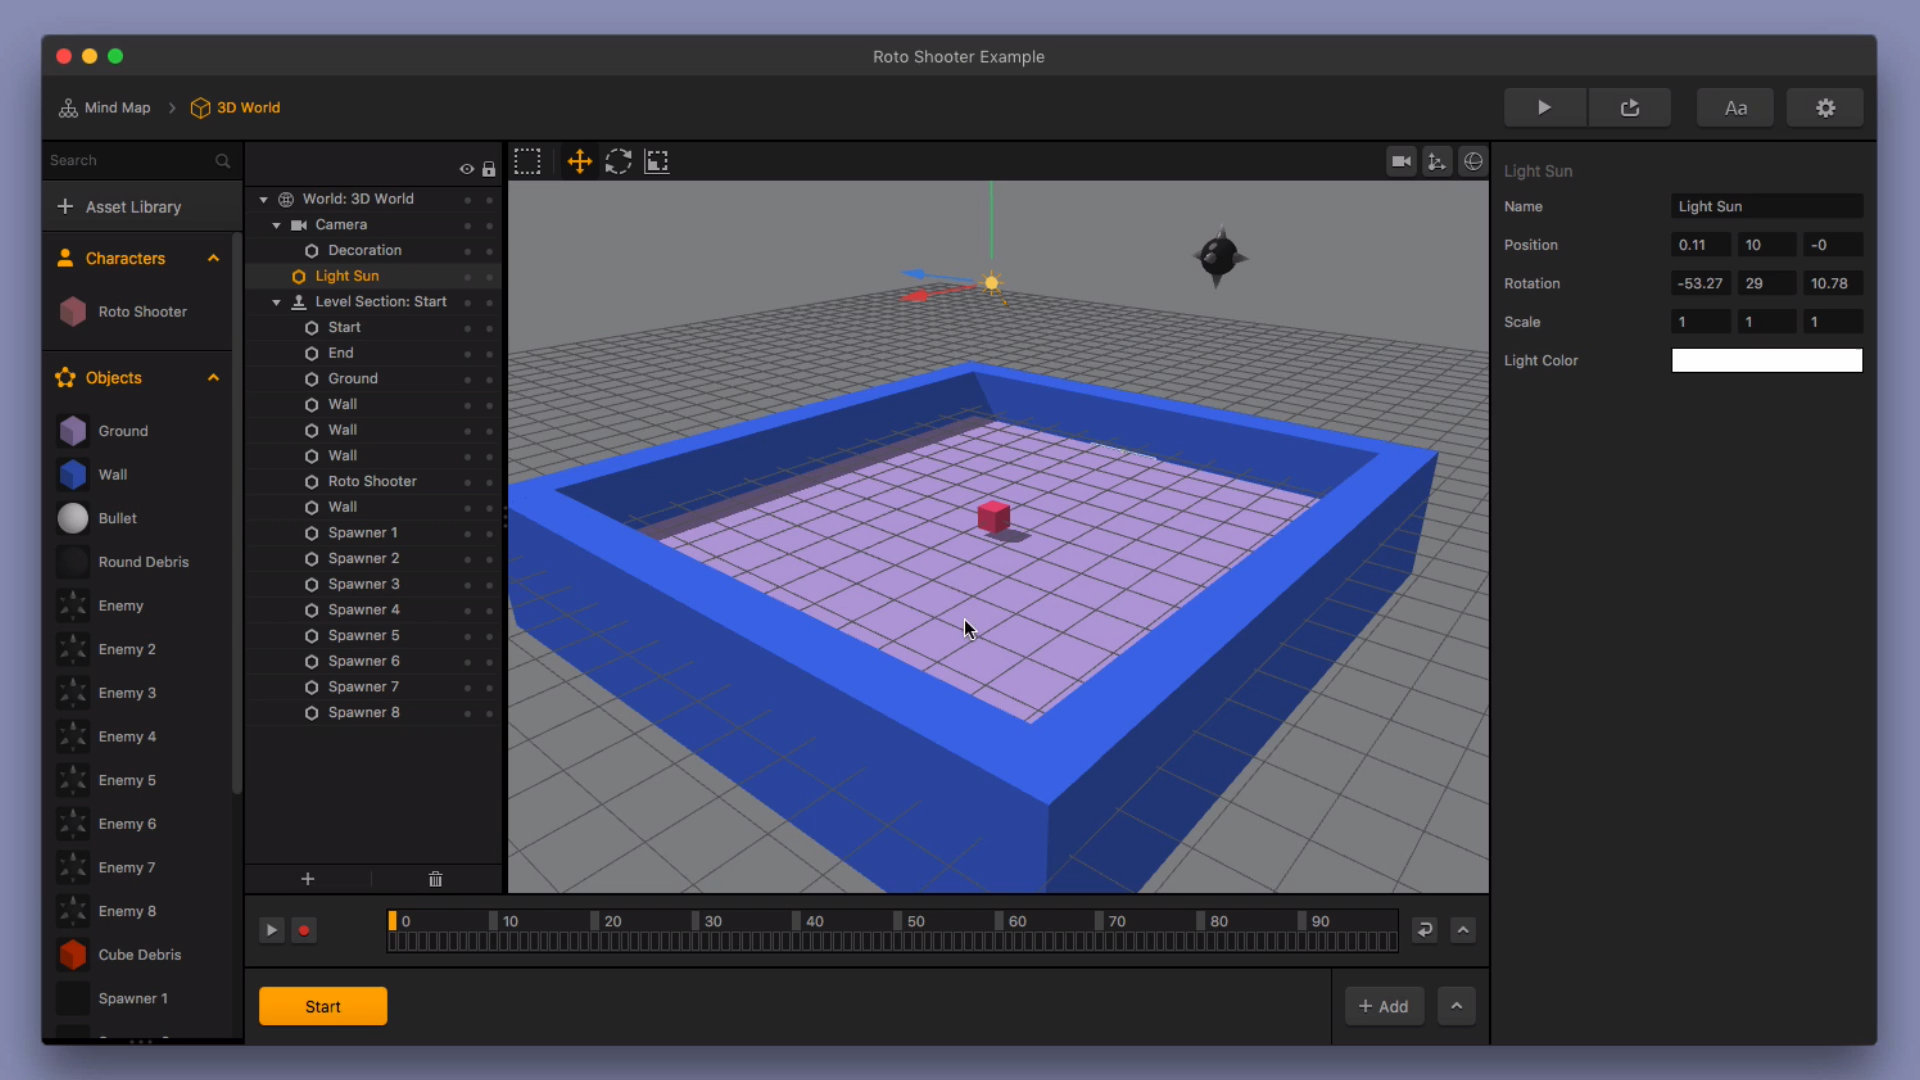 Roto Shooter Example
Mind Map
3D World
Aa
Search
Asset Library
Characters
Roto Shooter
Objects
Ground
Wall
Bullet
Round Debris
Enemy
Enemy 2
Enemy 3
Enemy 4
Enemy 5
Enemy 6
Enemy 7
Enemy 8
Cube Debris
Spawner 1
World: 3D World
Camera
Decoration
Light Sun
Level Section: Start
Start
End
Ground
Wall
Wall
Wall
Roto Shooter
Wall
Spawner 1
Spawner 2
Spawner 3
Spawner 4
Spawner 5
Spawner 6
Spawner 7
Spawner 8
Light Sun
Name Light Sun
Position 0.11 10 -0
Rotation -53.27 29 10.78
Scale 1 1 1
Light Color
0 10 20 30 40 50 60 70 80 90
Start
+ Add